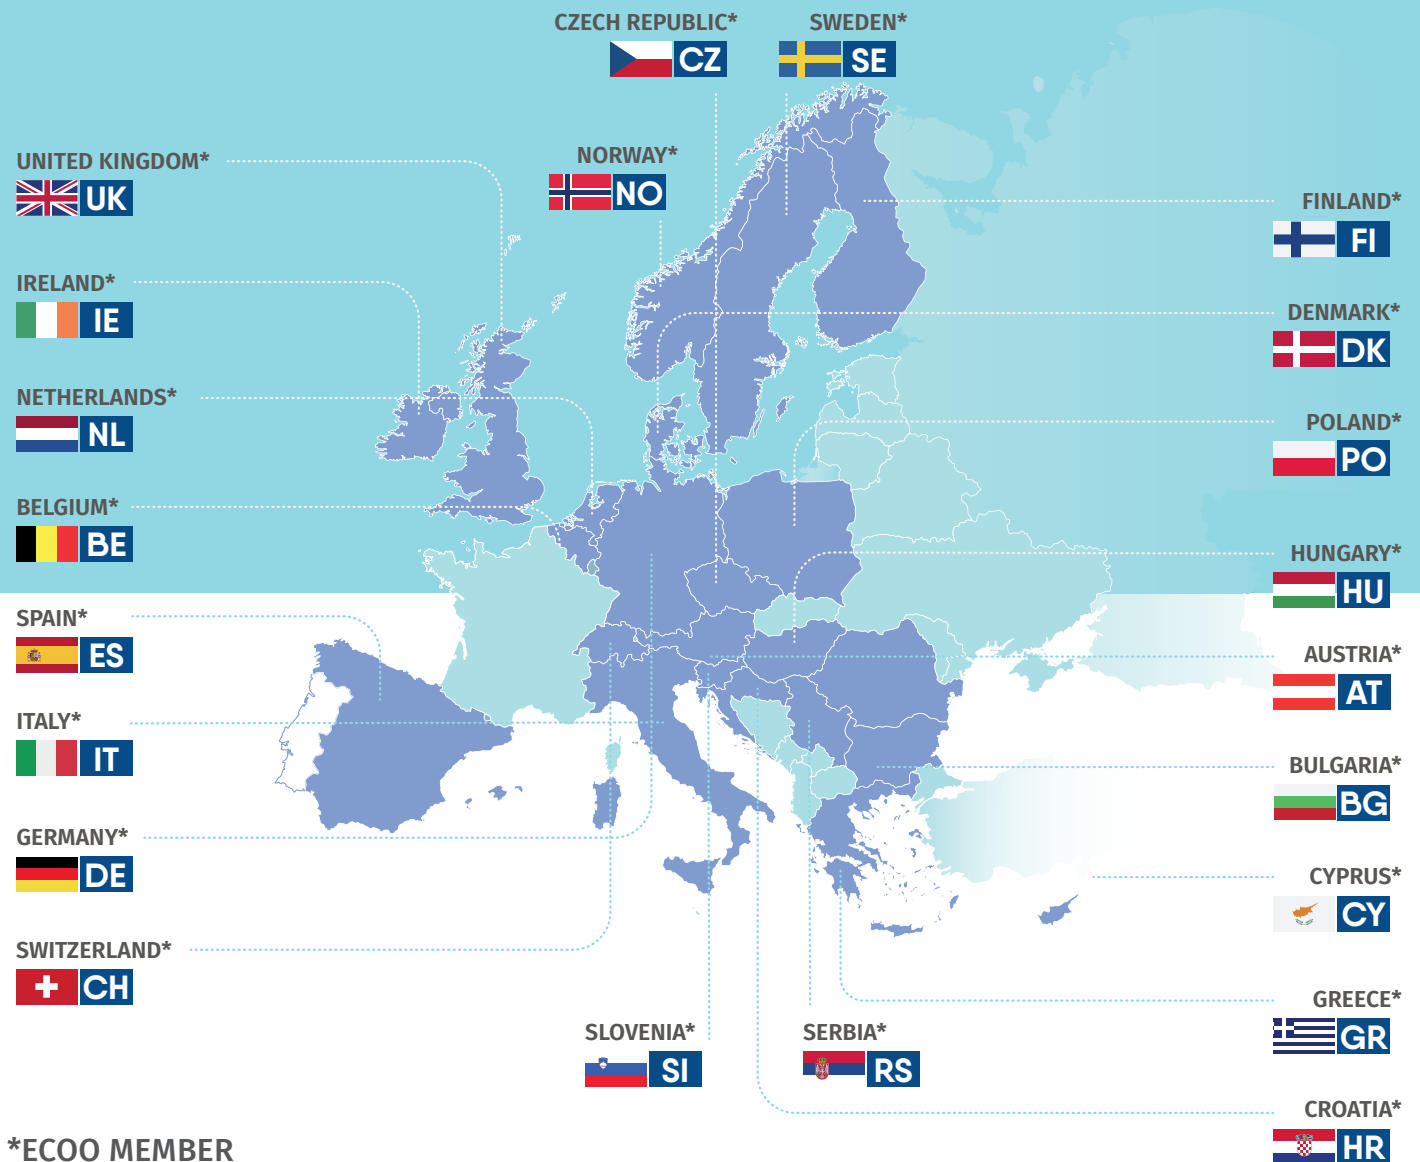 CZECH REPUBLIC*
CZ
SWEDEN*
SE
UNITED KINGDOM*
UK
NORWAY*
NO
FINLAND*
FI
IRELAND*
IE
DENMARK*
DK
NETHERLANDS*
NL
POLAND*
PO
BELGIUM*
BE
HUNGARY*
HU
SPAIN*
ES
AUSTRIA*
AT
ITALY*
IT
BULGARIA*
BG
GERMANY*
DE
CYPRUS*
CY
SWITZERLAND*
CH
GREECE*
GR
SLOVENIA*
SI
SERBIA*
RS
CROATIA*
HR
*ECOO MEMBER